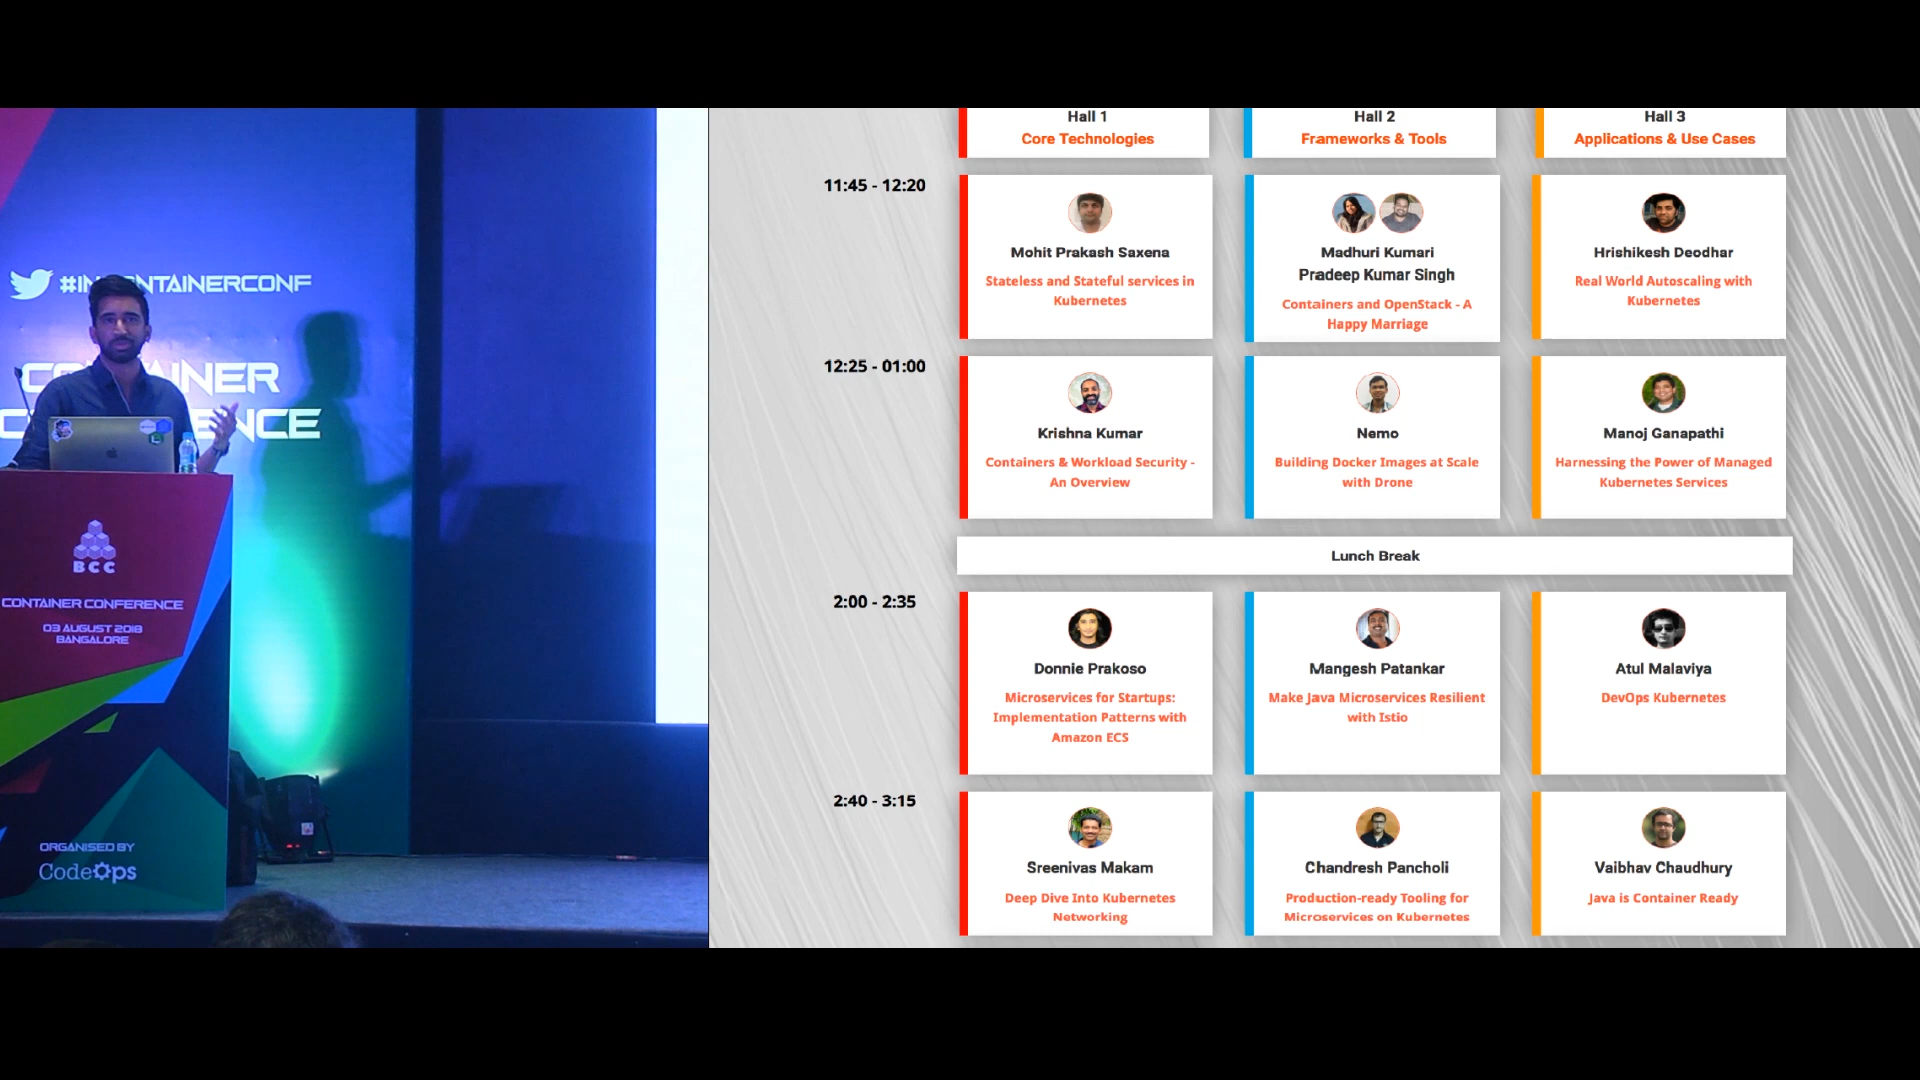 #INCONTAINERCONF
CONTAINER
CONFERENCE
BCC
CONTAINER CONFERENCE
03 AUGUST 2018
BANGALORE
ORGANISED BY
CodeOps
Hall 1
Core Technologies
Hall 2
Frameworks & Tools
Hall 3
Applications & Use Cases
11:45 - 12:20
Mohit Prakash Saxena
Stateless and Stateful services in
Kubernetes
Madhuri Kumari
Pradeep Kumar Singh
Containers and OpenStack - A
Happy Marriage
Hrishikesh Deodhar
Real World Autoscaling with
Kubernetes
12:25 - 01:00
Krishna Kumar
Containers & Workload Security -
An Overview
Nemo
Building Docker Images at Scale
with Drone
Manoj Ganapathi
Harnessing the Power of Managed
Kubernetes Services
Lunch Break
2:00 - 2:35
Donnie Prakoso
Microservices for Startups:
Implementation Patterns with
Amazon ECS
Mangesh Patankar
Make Java Microservices Resilient
with Istio
Atul Malaviya
DevOps Kubernetes
2:40 - 3:15
Sreenivas Makam
Deep Dive Into Kubernetes
Networking
Chandresh Pancholi
Production-ready Tooling for
Microservices on Kubernetes
Vaibhav Chaudhury
Java is Container Ready